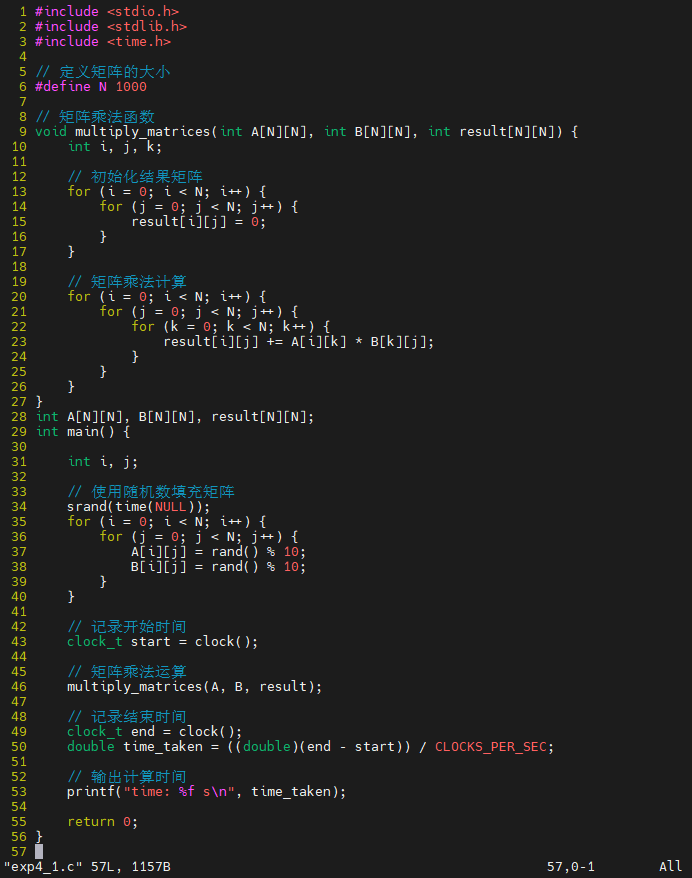 1 #include <stdio.h>
2 #include <stdlib.h>
3 #include <time.h>
4
5 // 定义矩阵的大小
6 #define N 1000
7
8 // 矩阵乘法函数
9 void multiply_matrices(int A[N][N], int B[N][N], int result[N][N]) {
10     int i, j, k;
11
12     // 初始化结果矩阵
13     for (i = 0; i < N; i++) {
14         for (j = 0; j < N; j++) {
15             result[i][j] = 0;
16         }
17     }
18
19     // 矩阵乘法计算
20     for (i = 0; i < N; i++) {
21         for (j = 0; j < N; j++) {
22             for (k = 0; k < N; k++) {
23                 result[i][j] += A[i][k] * B[k][j];
24             }
25         }
26     }
27 }
28 int A[N][N], B[N][N], result[N][N];
29 int main() {
30
31     int i, j;
32
33     // 使用随机数填充矩阵
34     srand(time(NULL));
35     for (i = 0; i < N; i++) {
36         for (j = 0; j < N; j++) {
37             A[i][j] = rand() % 10;
38             B[i][j] = rand() % 10;
39         }
40     }
41
42     // 记录开始时间
43     clock_t start = clock();
44
45     // 矩阵乘法运算
46     multiply_matrices(A, B, result);
47
48     // 记录结束时间
49     clock_t end = clock();
50     double time_taken = ((double)(end - start)) / CLOCKS_PER_SEC;
51
52     // 输出计算时间
53     printf("time: %f s\n", time_taken);
54
55     return 0;
56 }
57
"exp4_1.c" 57L, 1157B 57,0-1 All